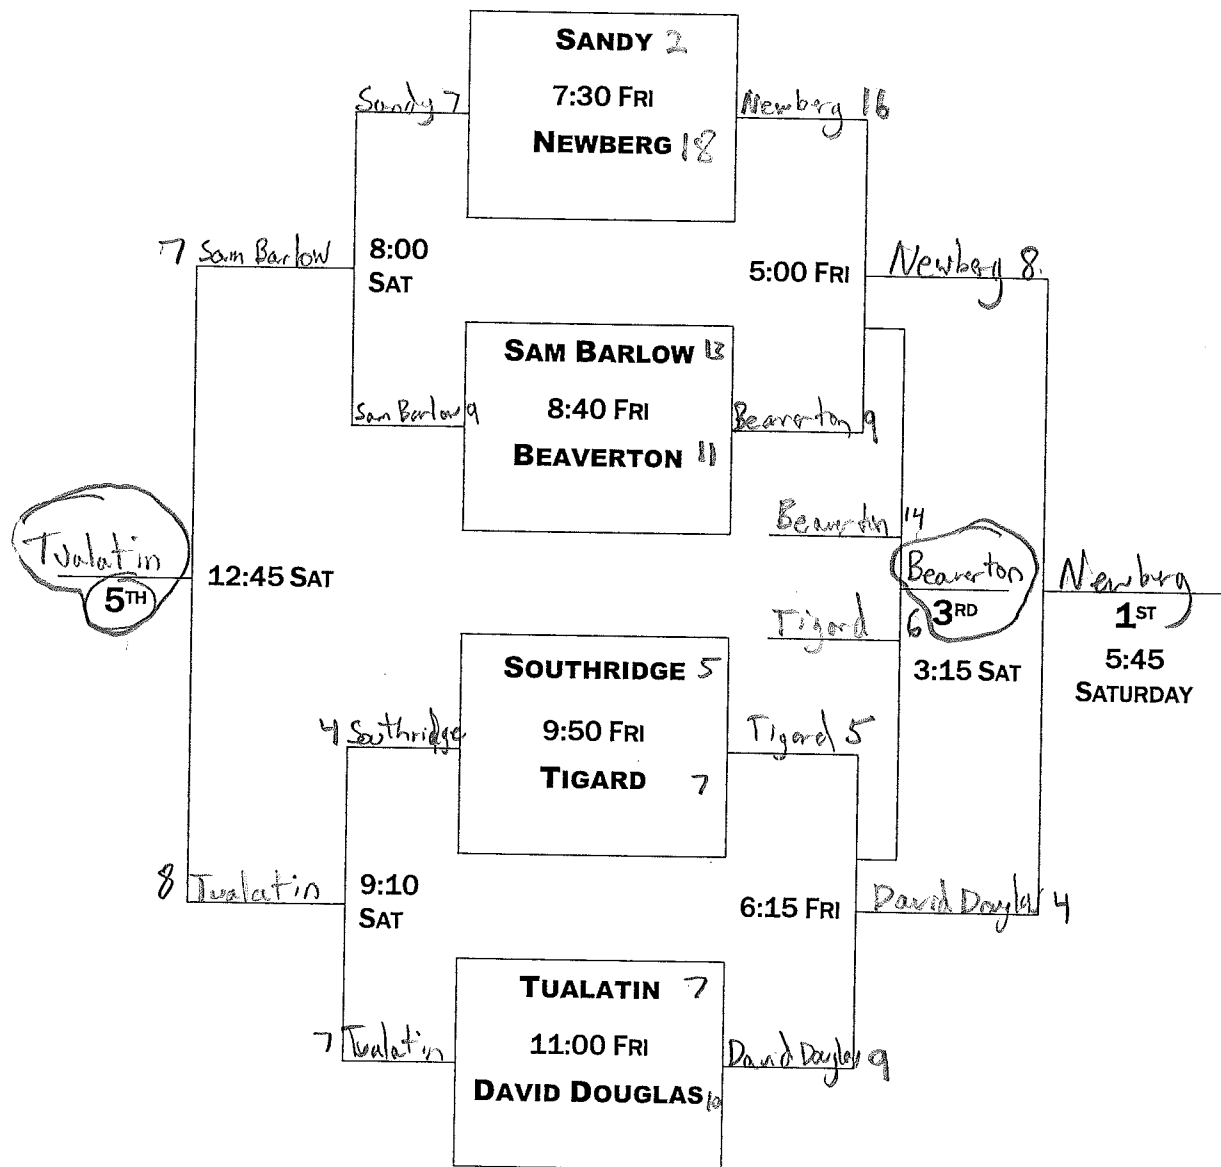 SANDY 2
Sandy 7
7:30 FRI
Newberg 16
NEWBERG 18
7 Sam Barlow
8:00
SAT
5:00 FRI
Newberg 8
SAM BARLOW 13
Sam Barlow 9
8:40 FRI
Beaverton 9
BEAVERTON 11
Beaverton 14
Tualatin
5TH
12:45 SAT
Beaverton
3RD
Newberg
1ST
Tigard 6
3:15 SAT
5:45
SATURDAY
SOUTHRIDGE 5
4 Southridge
9:50 FRI
Tigard 5
TIGARD 7
8 Tualatin
9:10
SAT
6:15 FRI
David Douglas 4
TUALATIN 7
7 Tualatin
11:00 FRI
David Douglas 9
DAVID DOUGLAS 10